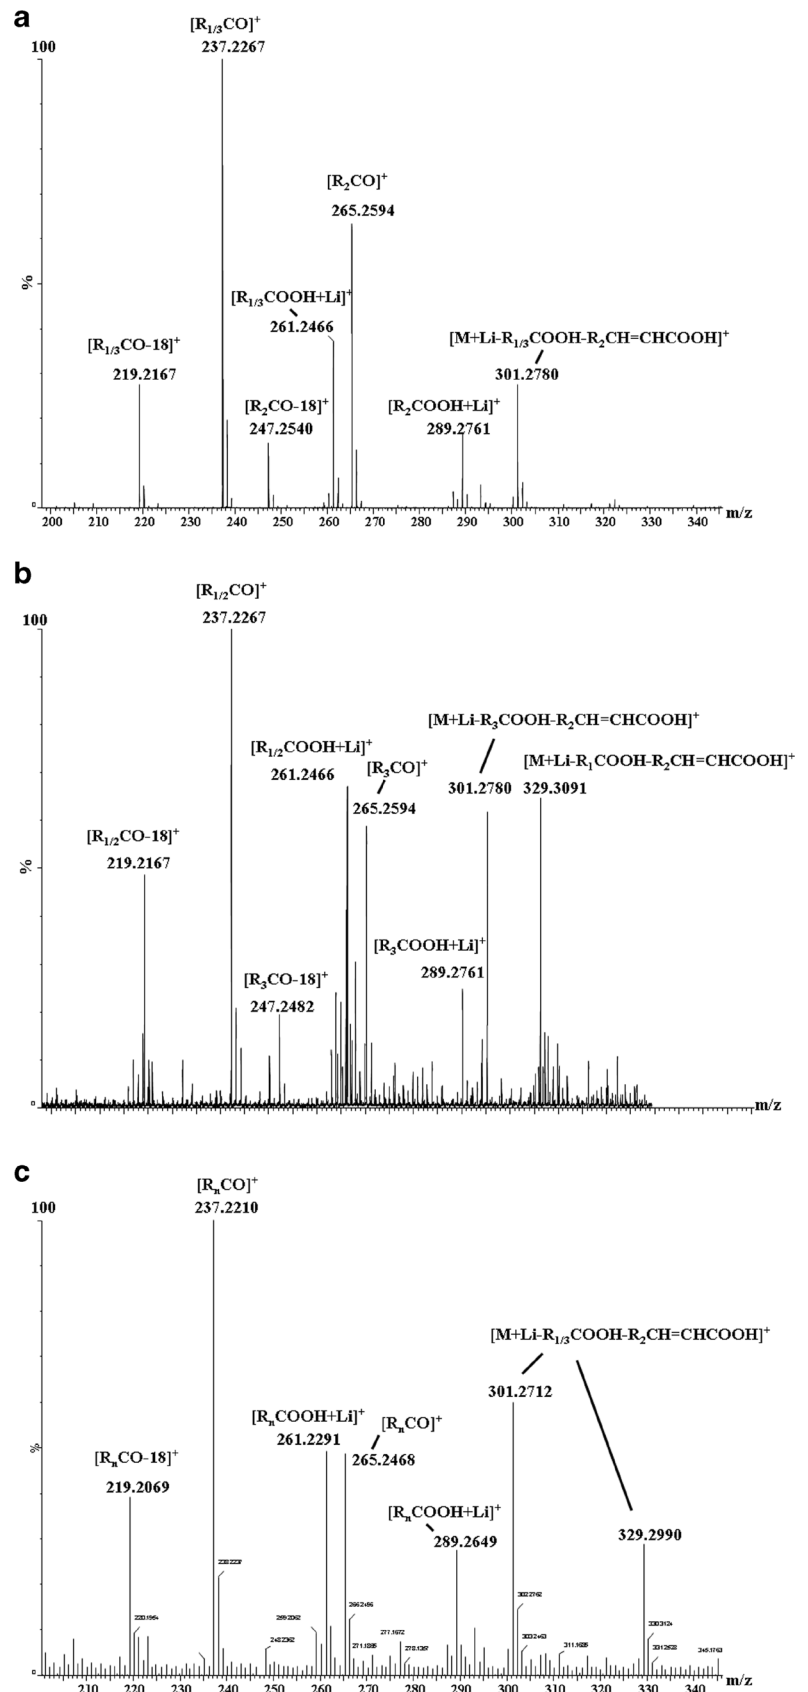 a
[R1/3CO]+
237.2267
100
[R2CO]+
265.2594
%
[R1/3COOH+Li]+
261.2466
[R1/3CO-18]+
219.2167
[M+Li-R1/3COOH-R2CH=CHCOOH]+
301.2780
[R2CO-18]+
247.2540
[R2COOH+Li]+
289.2761
0
200 210 220 230 240 250 260 270 280 290 300 310 320 330 340 m/z
b
[R1/2CO]+
237.2267
100
[M+Li-R3COOH-R2CH=CHCOOH]+
[R1/2COOH+Li]+
261.2466
[M+Li-R1COOH-R2CH=CHCOOH]+
[R3CO]+
265.2594
301.2780 329.3091
[R1/2CO-18]+
219.2167
%
[R3COOH+Li]+
289.2761
[R3CO-18]+
247.2482
0
m/z
c
[RnCO]+
237.2210
100
[M+Li-R1/3COOH-R2CH=CHCOOH]+
301.2712
[RnCOOH+Li]+
261.2291
[RnCO]+
265.2468
%
[RnCO-18]+
219.2069
[RnCOOH+Li]+
289.2649
329.2990
0
210 220 230 240 250 260 270 280 290 300 310 320 330 340 m/z